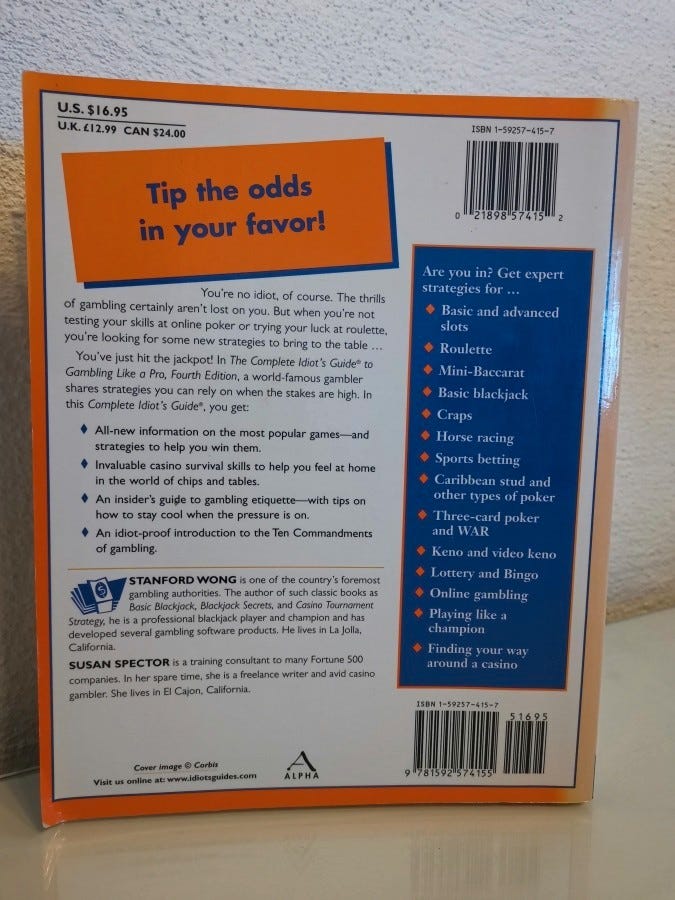 U.S. $16.95
U.K. £12.99 CAN $24.00
ISBN 1-59257-415-7
0 21898 57415 2
Tip the odds
in your favor!
You're no idiot, of course. The thrills
of gambling certainly aren't lost on you. But when you're not
testing your skills at online poker or trying your luck at roulette,
you're looking for some new strategies to bring to the table ...
You've just hit the jackpot! In The Complete Idiot's Guide® to
Gambling Like a Pro, Fourth Edition, a world-famous gambler
shares strategies you can rely on when the stakes are high. In
this Complete Idiot's Guide®, you get:
♦ All-new information on the most popular games—and
strategies to help you win them.
♦ Invaluable casino survival skills to help you feel at home
in the world of chips and tables.
♦ An insider's guide to gambling etiquette—with tips on
how to stay cool when the pressure is on.
♦ An idiot-proof introduction to the Ten Commandments
of gambling.
STANFORD WONG is one of the country's foremost
gambling authorities. The author of such classic books as
Basic Blackjack, Blackjack Secrets, and Casino Tournament
Strategy, he is a professional blackjack player and champion and has
developed several gambling software products. He lives in La Jolla,
California.
SUSAN SPECTOR is a training consultant to many Fortune 500
companies. In her spare time, she is a freelance writer and avid casino
gambler. She lives in El Cajon, California.
Are you in? Get expert
strategies for ...
♦ Basic and advanced
slots
♦ Roulette
♦ Mini-Baccarat
♦ Basic blackjack
♦ Craps
♦ Horse racing
♦ Sports betting
♦ Caribbean stud and
other types of poker
♦ Three-card poker
and WAR
♦ Keno and video keno
♦ Lottery and Bingo
♦ Online gambling
♦ Playing like a
champion
♦ Finding your way
around a casino
Cover image © Corbis
Visit us online at: www.idiotsguides.com
ALPHA
ISBN 1-59257-415-7
51695
9 781592 574155